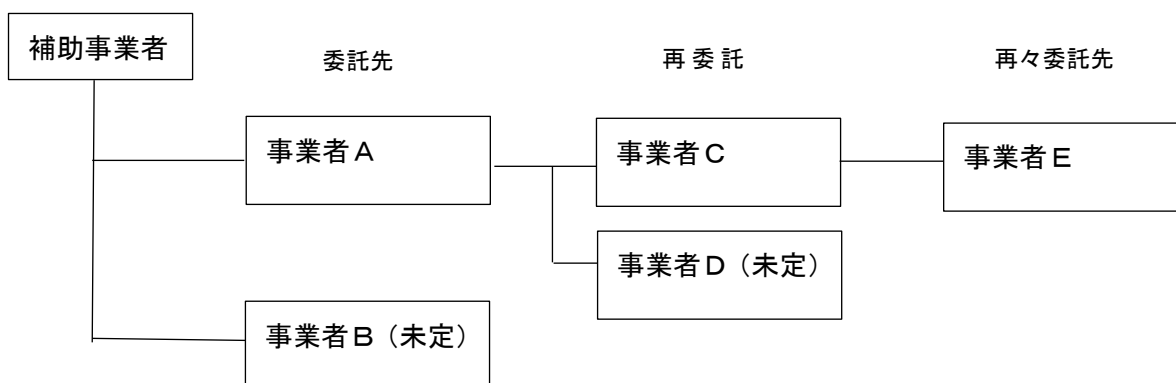 補助事業者
委託先
再委託
再々委託先
事業者A
事業者C
事業者E
事業者D（未定）
事業者B（未定）